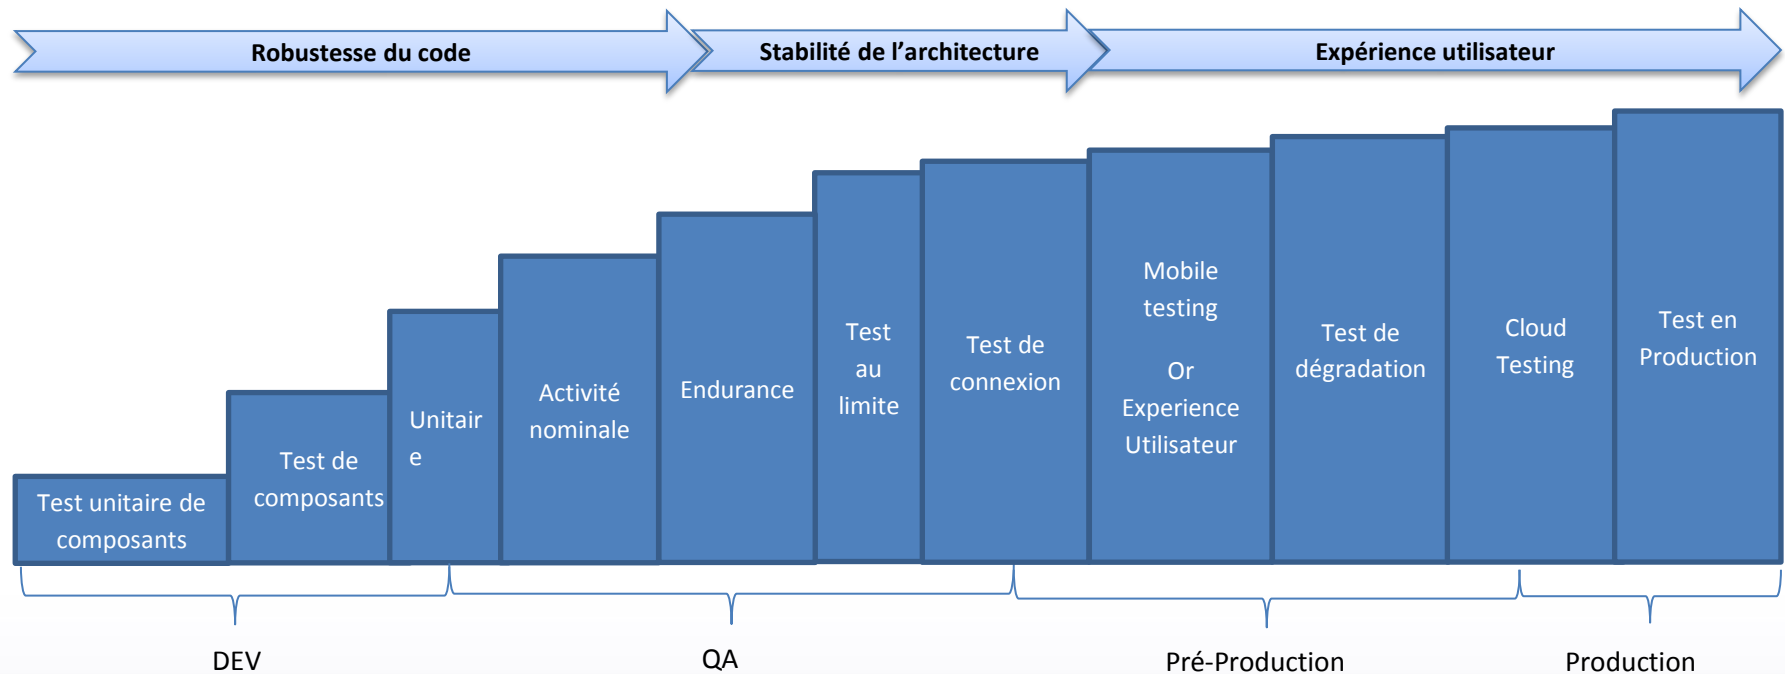 Robustesse du code
Stabilité de l’architecture
Expérience utilisateur
Test unitaire de
composants
Test de
composants
Unitair
e
Activité
nominale
Endurance
Test
au
limite
Test de
connexion
Mobile
testing
Or
Experience
Utilisateur
Test de
dégradation
Cloud
Testing
Test en
Production
DEV
QA
Pré-Production
Production